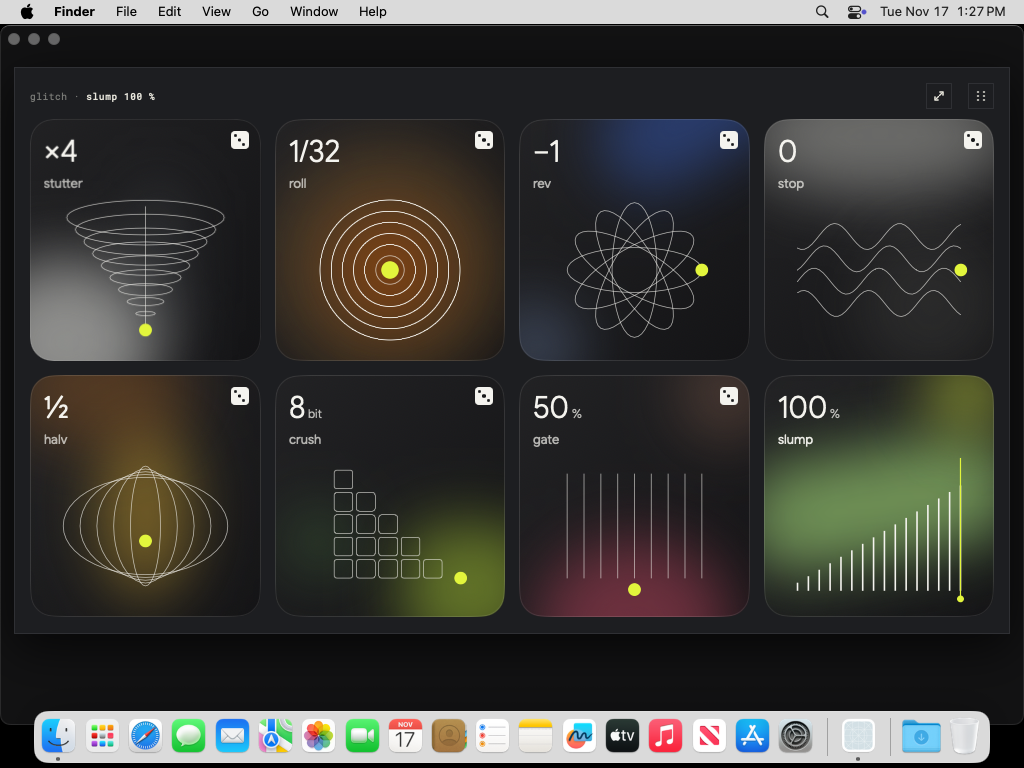 Finder File Edit View Go Window Help Tue Nov 17 1:27 PM
glitch · slump 100 %
×4
stutter
1/32
roll
−1
rev
0
stop
½
halv
8 bit
crush
50 %
gate
100 %
slump
NOV
17
tv